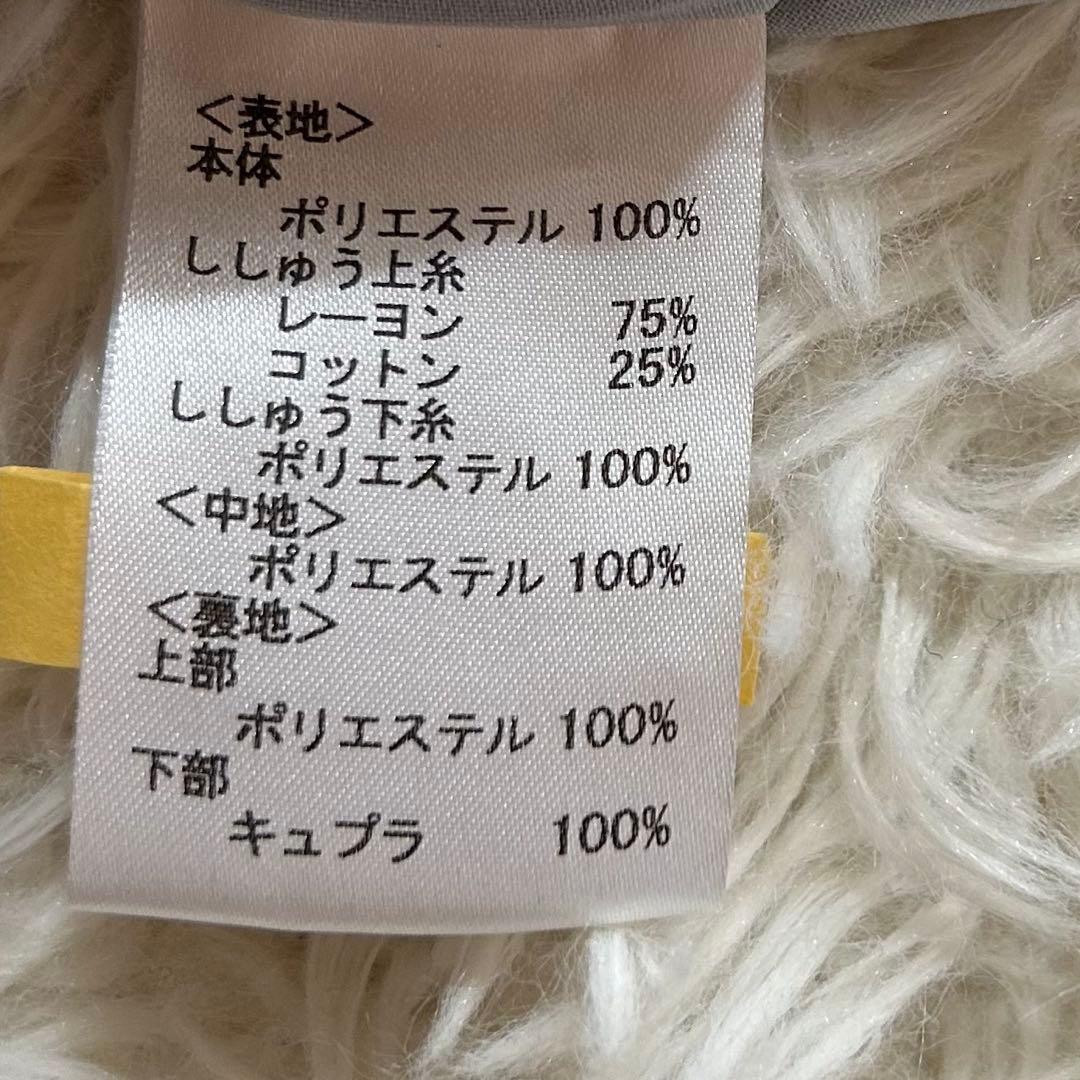 <表地>
本体
ポリエステル 100%
ししゅう上糸
レーヨン 75%
コットン 25%
ししゅう下糸
ポリエステル 100%
<中地>
ポリエステル 100%
<裏地>
上部
ポリエステル 100%
下部
キュプラ 100%